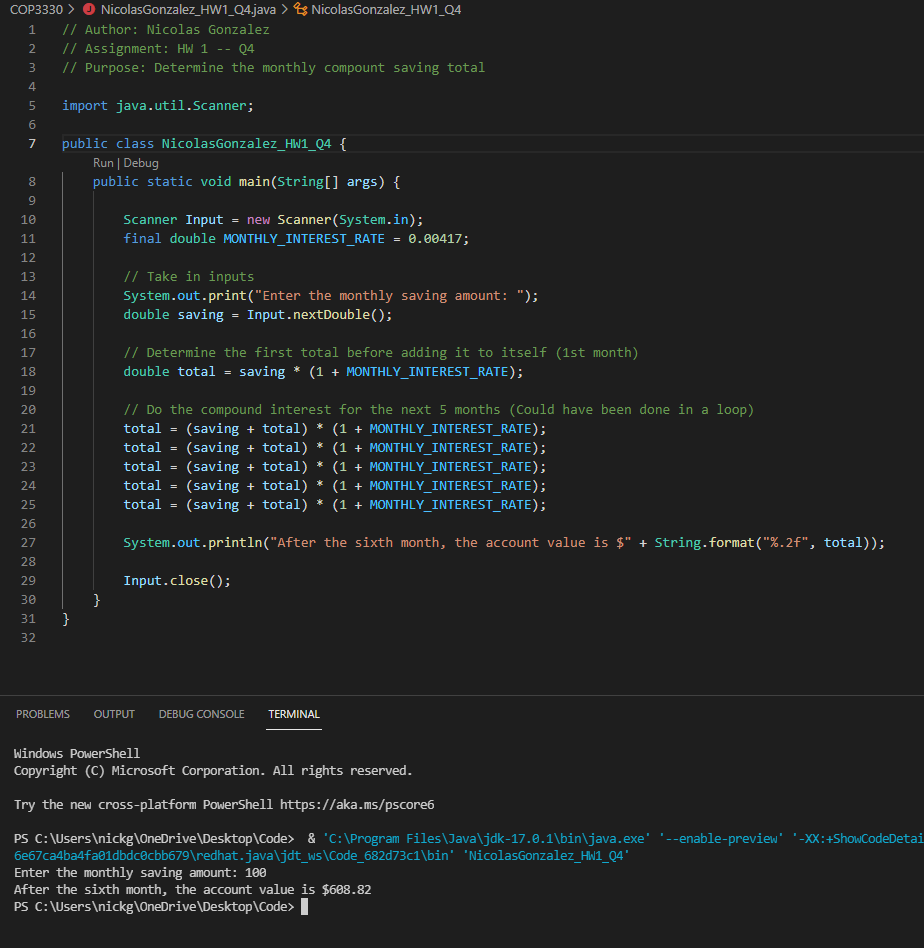 COP3330 > NicolasGonzalez_HW1_Q4.java > NicolasGonzalez_HW1_Q4
1 // Author: Nicolas Gonzalez
2 // Assignment: HW 1 -- Q4
3 // Purpose: Determine the monthly compount saving total
4
5 import java.util.Scanner;
6
7 public class NicolasGonzalez_HW1_Q4 {
Run | Debug
8 public static void main(String[] args) {
9
10 Scanner Input = new Scanner(System.in);
11 final double MONTHLY_INTEREST_RATE = 0.00417;
12
13 // Take in inputs
14 System.out.print("Enter the monthly saving amount: ");
15 double saving = Input.nextDouble();
16
17 // Determine the first total before adding it to itself (1st month)
18 double total = saving * (1 + MONTHLY_INTEREST_RATE);
19
20 // Do the compound interest for the next 5 months (Could have been done in a loop)
21 total = (saving + total) * (1 + MONTHLY_INTEREST_RATE);
22 total = (saving + total) * (1 + MONTHLY_INTEREST_RATE);
23 total = (saving + total) * (1 + MONTHLY_INTEREST_RATE);
24 total = (saving + total) * (1 + MONTHLY_INTEREST_RATE);
25 total = (saving + total) * (1 + MONTHLY_INTEREST_RATE);
26
27 System.out.println("After the sixth month, the account value is $" + String.format("%.2f", total));
28
29 Input.close();
30 }
31 }
32
PROBLEMS OUTPUT DEBUG CONSOLE TERMINAL
Windows PowerShell
Copyright (C) Microsoft Corporation. All rights reserved.
Try the new cross-platform PowerShell https://aka.ms/pscore6
PS C:\Users\nickg\OneDrive\Desktop\Code> & 'C:\Program Files\Java\jdk-17.0.1\bin\java.exe' '--enable-preview' '-XX:+ShowCodeDetai
6e67ca4ba4fa01dbdc0cbb679\redhat.java\jdt_ws\Code_682d73c1\bin' 'NicolasGonzalez_HW1_Q4'
Enter the monthly saving amount: 100
After the sixth month, the account value is $608.82
PS C:\Users\nickg\OneDrive\Desktop\Code>